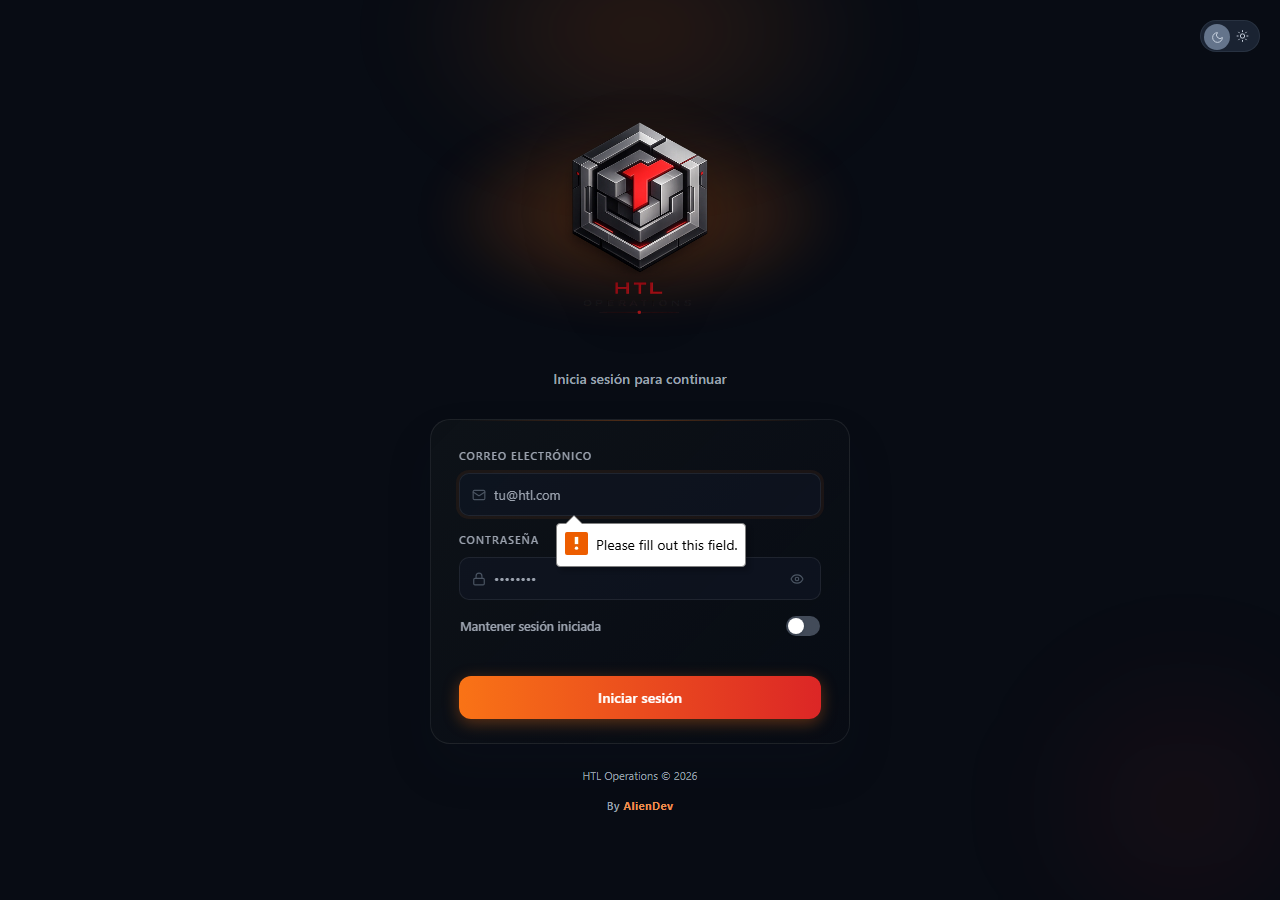 HTL
OPERATIONS
Inicia sesión para continuar
CORREO ELECTRÓNICO
tu@htl.com
CONTRASEÑA
Please fill out this field.
••••••••
Mantener sesión iniciada
Iniciar sesión
HTL Operations © 2026
By AlienDev